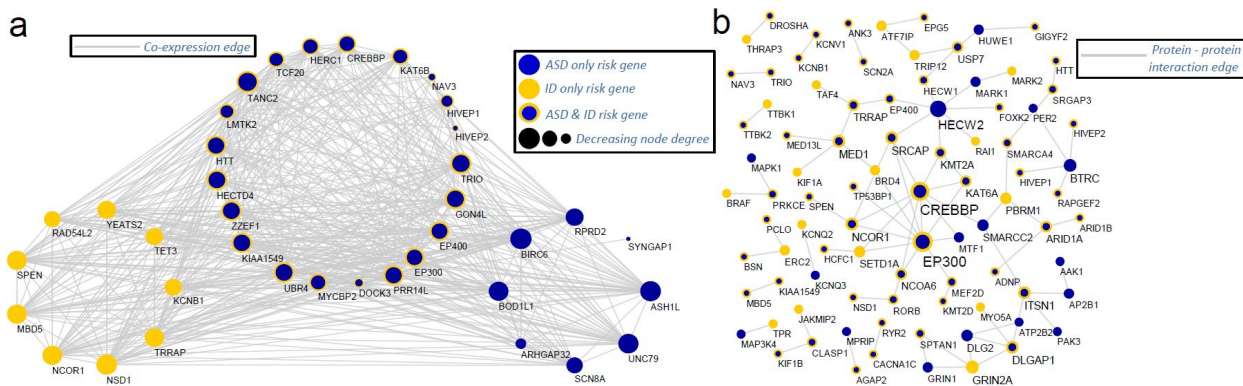 a
Co-expression edge
ASD only risk gene
ID only risk gene
ASD & ID risk gene
Decreasing node degree
TCF20
HERC1
CREBBP
KAT6B
NAV3
HIVEP1
HIVEP2
TANC2
LMTK2
HTT
HECTD4
ZZEF1
KIAA1549
UBR4
MYCBP2
DOCK3
PRR14L
EP300
EP400
GON4L
TRIO
YEATS2
RAD54L2
TET3
SPEN
KCNB1
MBD5
TRRAP
NCOR1
NSD1
RPRD2
BIRC6
SYNGAP1
BOD1L1
ASH1L
ARHGAP32
UNC79
SCN8A
b
Protein - protein
interaction edge
DROSHA
THRAP3
KCNV1
KCNB1
ANK3
SCN2A
ATF7IP
EPG5
TRIP12
USP7
HUWE1
GIGYF2
NAV3
TRIO
TAF4
HECW1
MARK1
MARK2
HTT
SRGAP3
TTBK1
TTBK2
TRRAP
EP400
HECW2
FOXK2
PER2
HIVEP2
MED13L
MED1
SRCAP
RAI1
SMARCA4
MAPK1
KIF1A
BRD4
KMT2A
HIVEP1
BTRC
BRAF
PRKCE
TP53BP1
KAT6A
RAPGEF2
SPEN
CREBBP
PBRM1
PCLO
KCNQ2
NCOR1
SMARCC2
ARID1A
ARID1B
BSN
ERC2
HCFC1
SETD1A
EP300
MTF1
ADNP
AAK1
MBD5
KIAA1549
KCNQ3
NCOA6
MEF2D
ITSN1
AP2B1
NSD1
RORB
KMT2D
MYO5A
JAKMIP2
TPR
MAP3K4
KIF1B
CLASP1
MPRIP
RYR2
SPTAN1
DLG2
ATP2B2
PAK3
DLGAP1
AGAP2
CACNA1C
GRIN1
GRIN2A